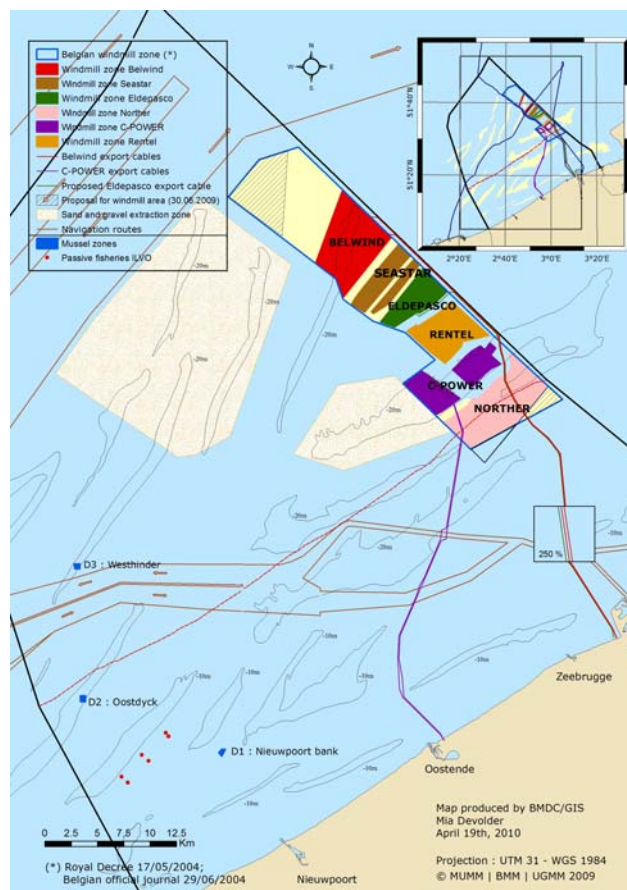 Belgian windmill zone (*)
Windmill zone Belwind
Windmill zone Seastar
Windmill zone Eldepasco
Windmill zone Norther
Windmill zone C-POWER
Windmill zone Rentel
Belwind export cables
C-POWER export cables
Proposed Eldepasco export cable
Proposal for windmill area (30.06.2009)
Sand and gravel extraction zone
Navigation routes
Mussel zones
Passive fisheries ILVO
N
W E
S
51°40'
51°20'
2°20'E 2°40'E 3°0'E 3°20'E
BELWIND
SEASTAR
ELDEPASCO
RENTEL
C-POWER
NORTHER
-20m
-20m
-20m
-20m
-20m
-20m
-20m
-10m
250 %
D3 : Westhinder
Zeebrugge
-10m
-10m
-10m
-10m
D2 : Oostdyck
D1 : Nieuwpoort bank
-10m
Oostende
Map produced by BMDC/GIS
Mia Devolder
April 19th, 2010
0 2.5 5 7.5 10 12.5
Km
Projection : UTM 31 - WGS 1984
© MUMM | BMM | UGMM 2009
(*) Royal Decree 17/05/2004;
Belgian official journal 29/06/2004
Nieuwpoort